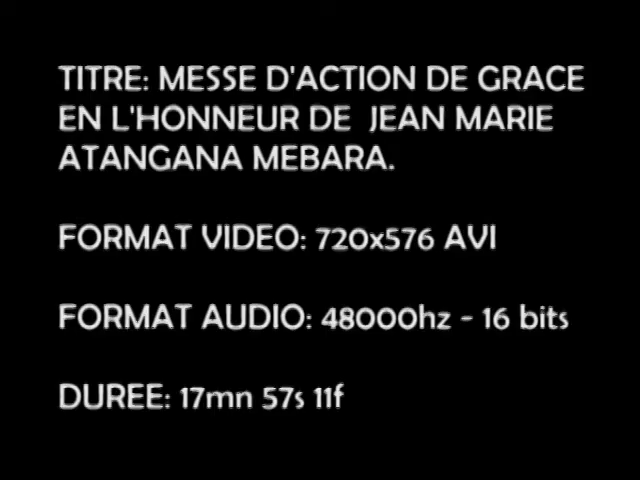 TITRE: MESSE D'ACTION DE GRACE
EN L'HONNEUR DE JEAN MARIE
ATANGANA MEBARA.
FORMAT VIDEO: 720x576 AVI
FORMAT AUDIO: 48000hz - 16 bits
DUREE: 17mn 57s 11f